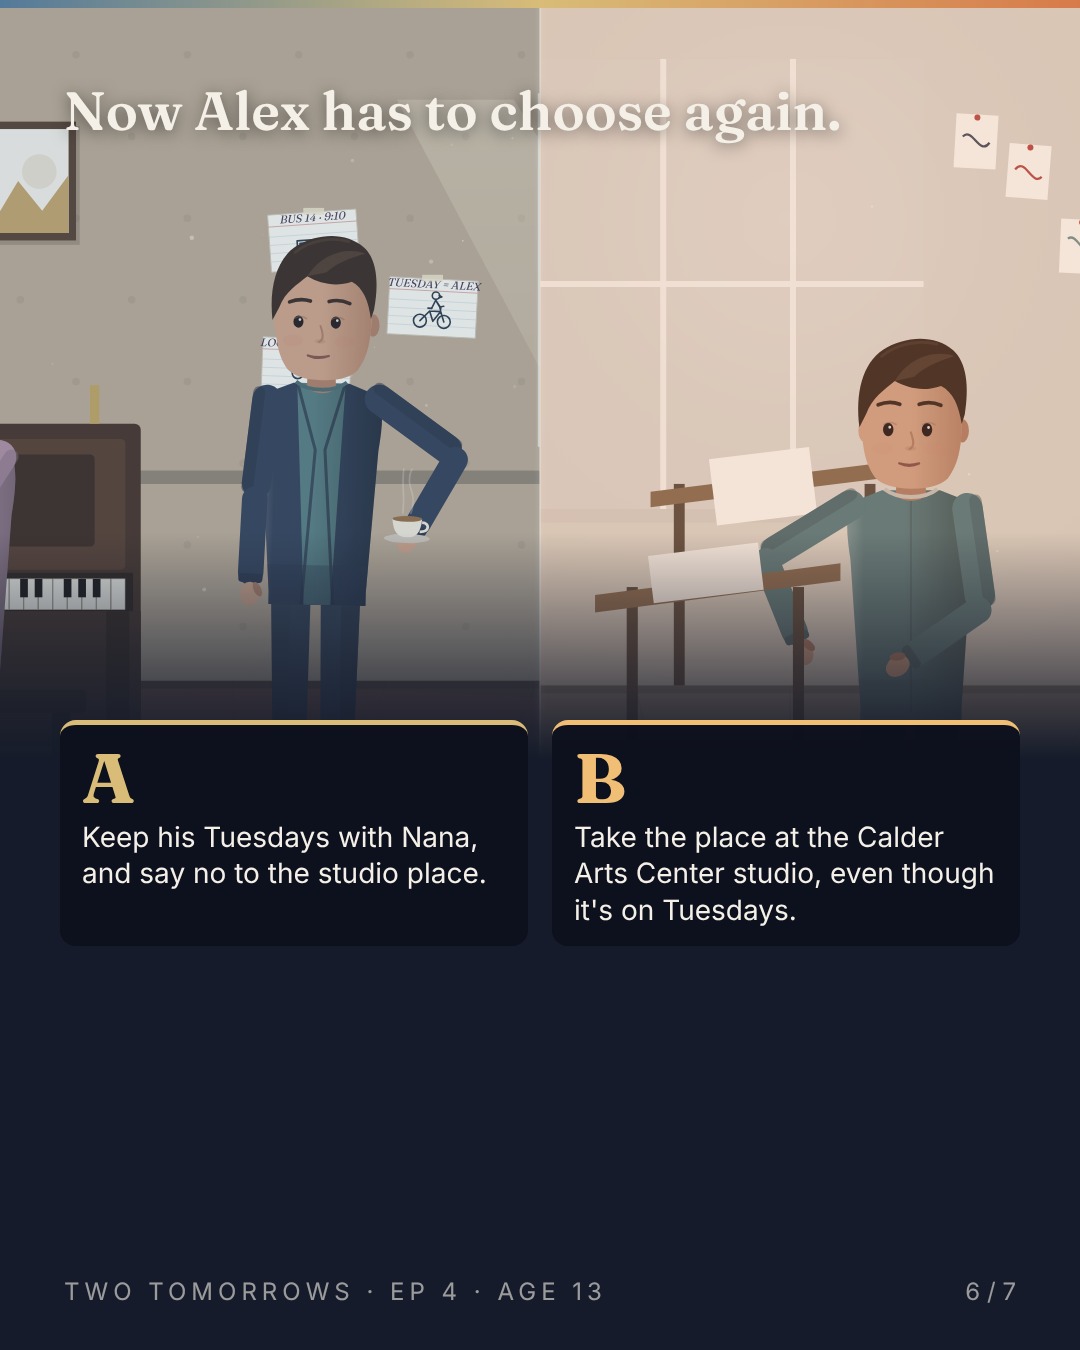 Now Alex has to choose again.
BUS 14 · 9:10
TUESDAY = ALEX
A
Keep his Tuesdays with Nana,
and say no to the studio place.
B
Take the place at the Calder
Arts Center studio, even though
it's on Tuesdays.
TWO TOMORROWS · EP 4 · AGE 13
6/7